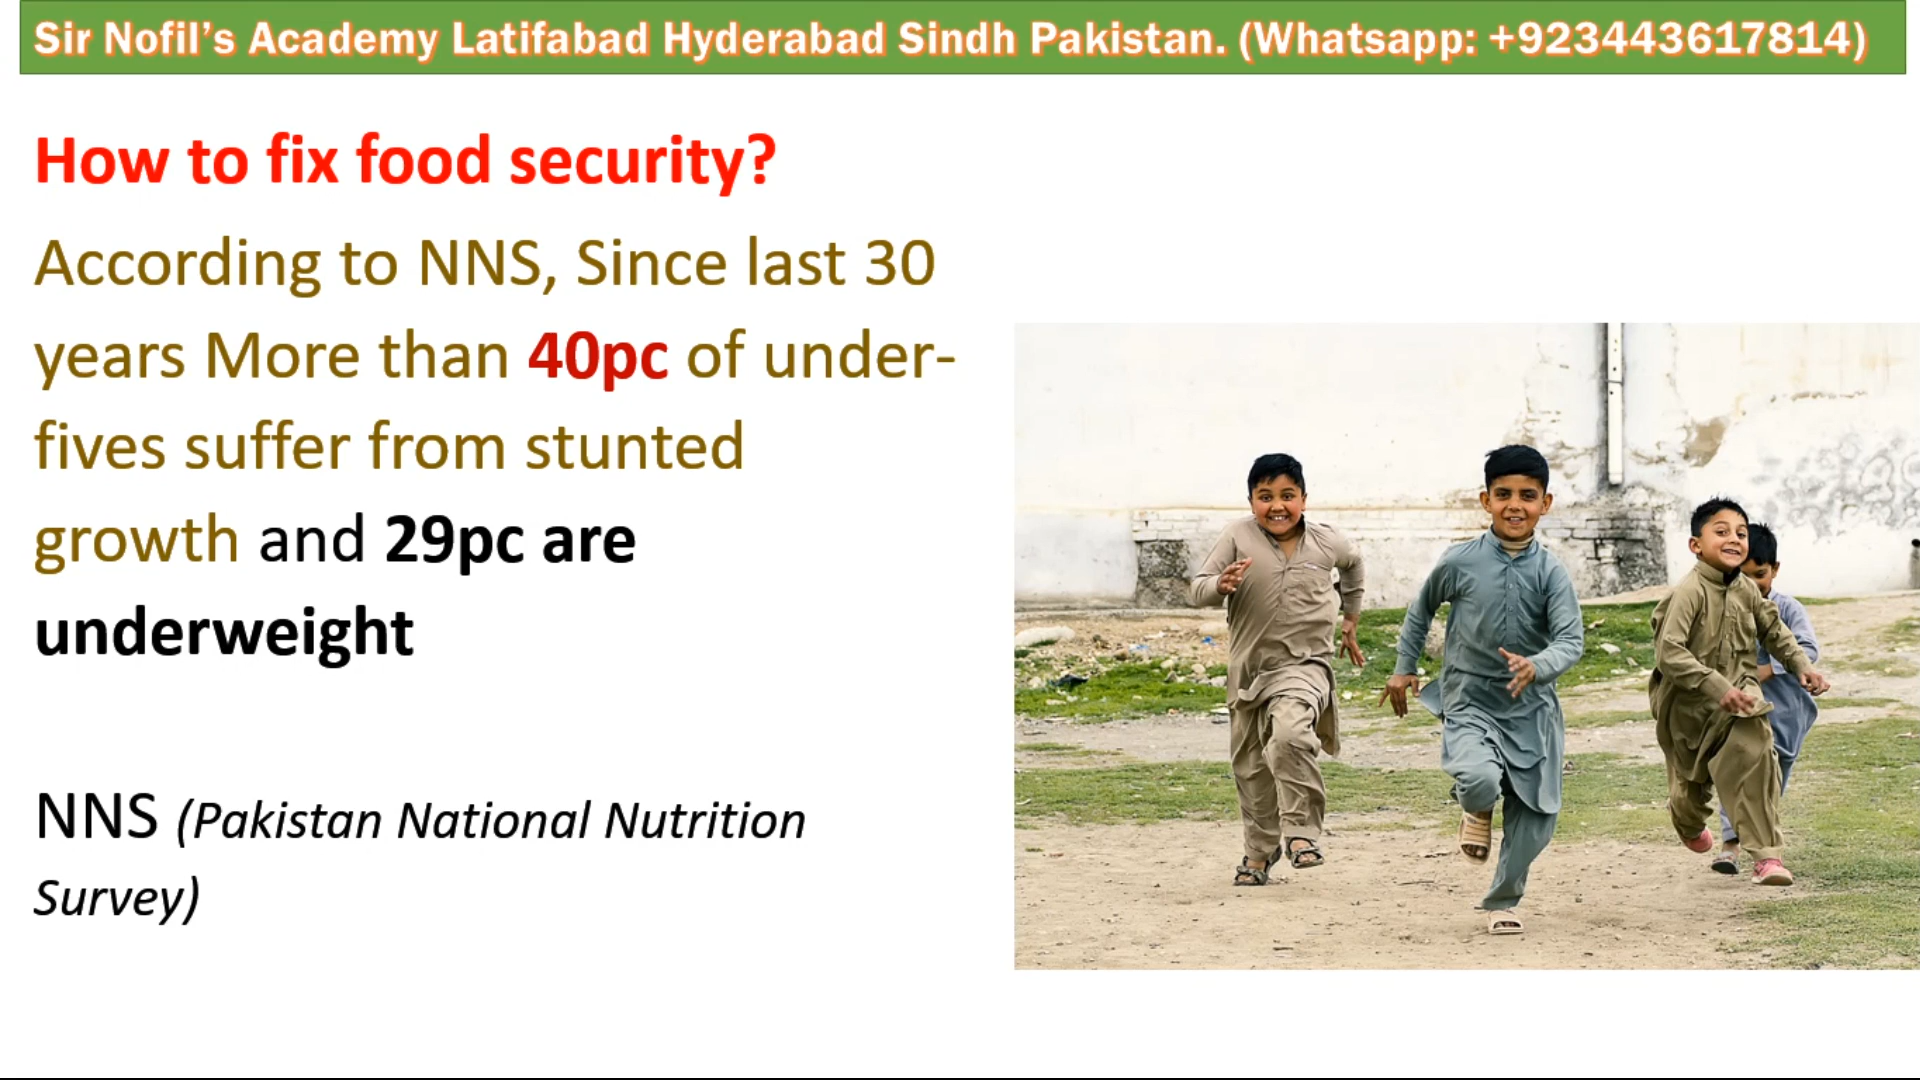 Sir Nofil’s Academy Latifabad Hyderabad Sindh Pakistan. (Whatsapp: +923443617814)
How to fix food security?
According to NNS, Since last 30
years More than 40pc of under-
fives suffer from stunted
growth and 29pc are
underweight
NNS (Pakistan National Nutrition
Survey)